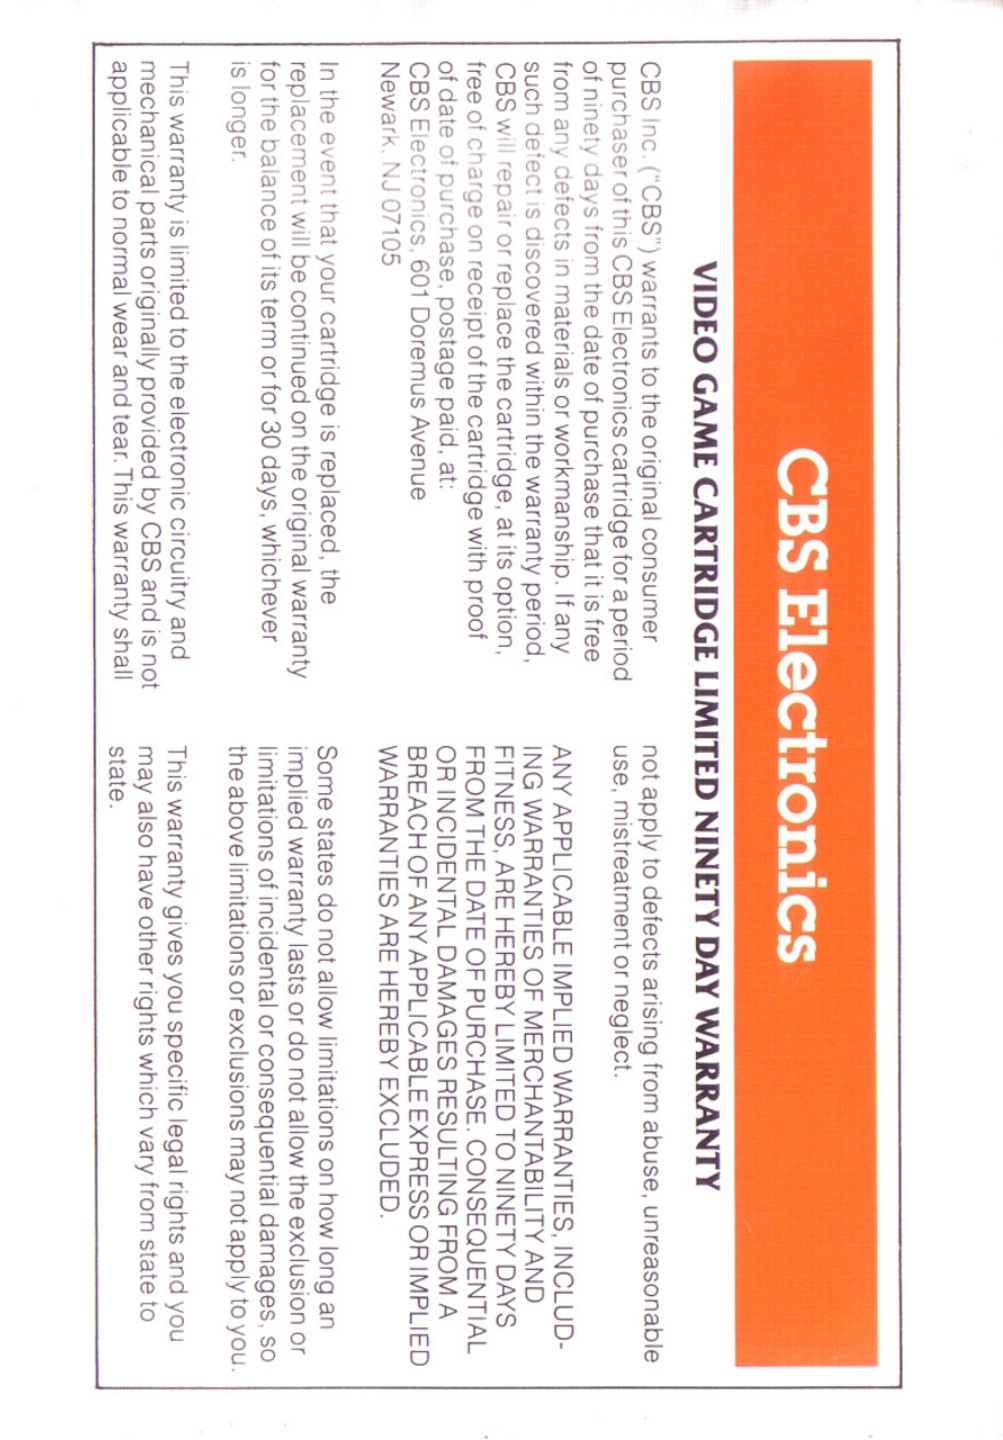 CBS Electronics
VIDEO GAME CARTRIDGE LIMITED NINETY DAY WARRANTY
CBS Inc. (“CBS”) warrants to the original consumer
purchaser of this CBS Electronics cartridge for a period
of ninety days from the date of purchase that it is free
from any defects in materials or workmanship. If any
such defect is discovered within the warranty period,
CBS will repair or replace the cartridge, at its option,
free of charge on receipt of the cartridge with proof
of date of purchase, postage paid, at:
CBS Electronics, 601 Doremus Avenue
Newark. NJ 07105
In the event that your cartridge is replaced, the
replacement will be continued on the original warranty
for the balance of its term or for 30 days, whichever
is longer.
This warranty is limited to the electronic circuitry and
mechanical parts originally provided by CBS and is not
applicable to normal wear and tear. This warranty shall
not apply to defects arising from abuse, unreasonable
use, mistreatment or neglect.
ANY APPLICABLE IMPLIED WARRANTIES, INCLUD-
ING WARRANTIES OF MERCHANTABILITY AND
FITNESS, ARE HEREBY LIMITED TO NINETY DAYS
FROM THE DATE OF PURCHASE. CONSEQUENTIAL
OR INCIDENTAL DAMAGES RESULTING FROM A
BREACH OF ANY APPLICABLE EXPRESS OR IMPLIED
WARRANTIES ARE HEREBY EXCLUDED.
Some states do not allow limitations on how long an
implied warranty lasts or do not allow the exclusion or
limitations of incidental or consequential damages, so
the above limitations or exclusions may not apply to you.
This warranty gives you specific legal rights and you
may also have other rights which vary from state to
state.